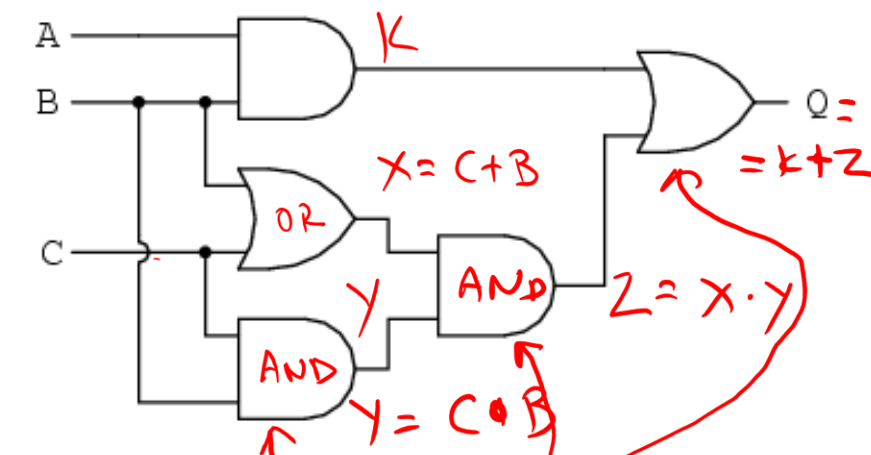 A
K
B
Q =
= K+Z
X= C+B
OR
C
AND
Z= X·Y
Y
AND
Y= C•B